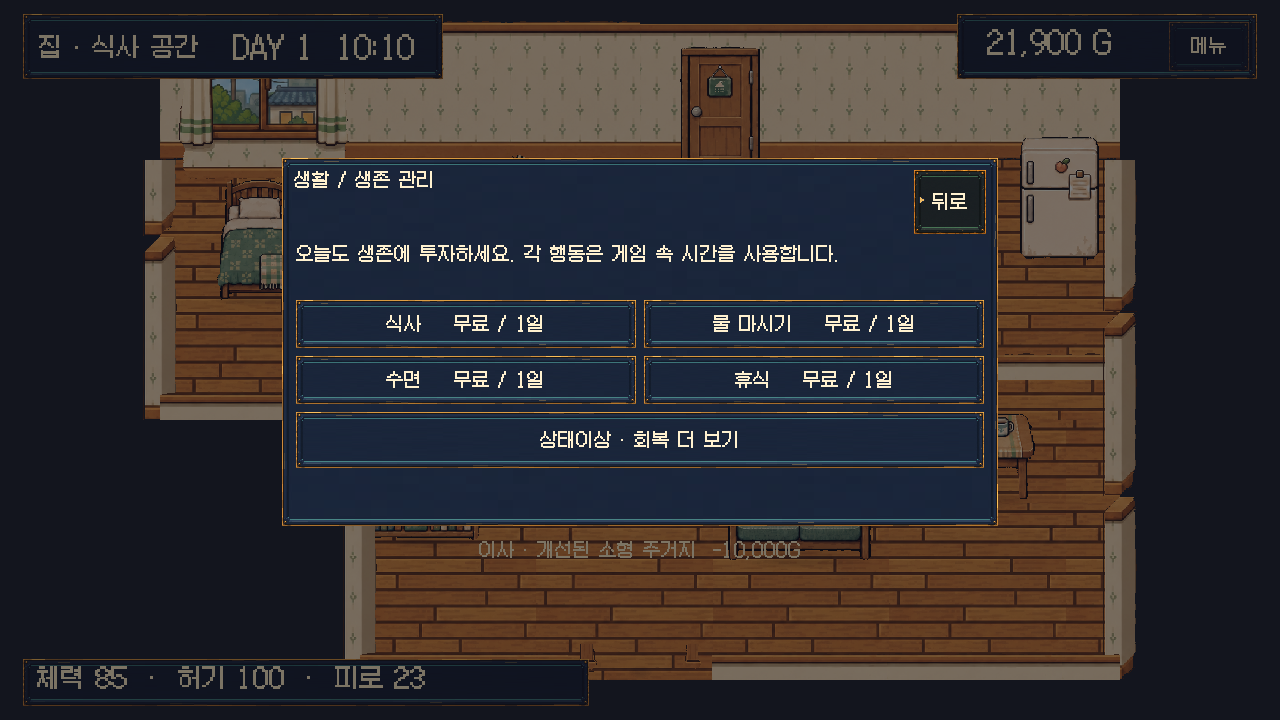 집 · 식사 공간 DAY 1 10:10
21,900 G
메뉴
생활 / 생존 관리
뒤로
오늘도 생존에 투자하세요. 각 행동은 게임 속 시간을 사용합니다.
식사 무료 / 1일
물 마시기 무료 / 1일
수면 무료 / 1일
휴식 무료 / 1일
상태이상 · 회복 더 보기
이사 · 개선된 소형 주거지 -10,000G
체력 85 · 허기 100 · 피로 23